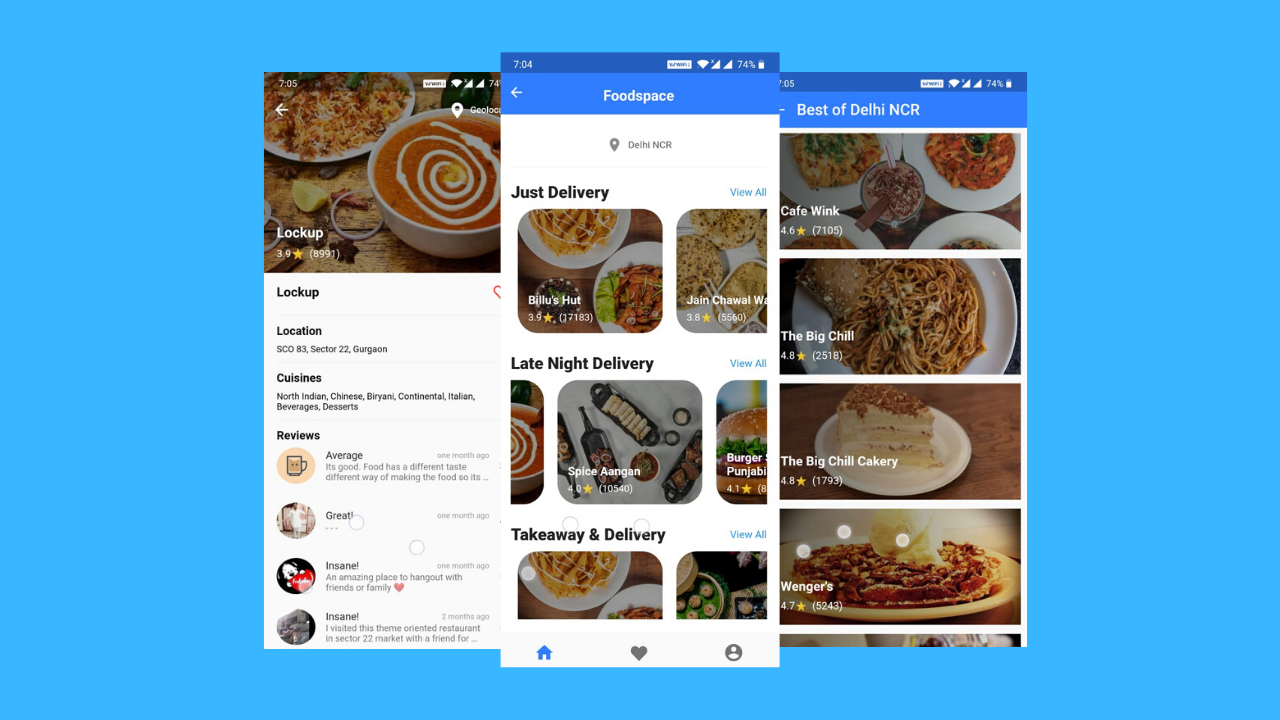 7:05
VoWiFi
74%
Geoloca
Lockup
3.9 (8991)
Lockup
Location
SCO 83, Sector 22, Gurgaon
Cuisines
North Indian, Chinese, Biryani, Continental, Italian,
Beverages, Desserts
Reviews
Average
one month ago
Its good. Food has a different taste
different way of making the food so its ...
Great!
one month ago
- - -
Insane!
one month ago
An amazing place to hangout with
friends or family ❤️
Insane!
2 months ago
I visited this theme oriented restaurant
in sector 22 market with a friend for ...
7:04
VoWiFi
74%
Foodspace
Delhi NCR
Just Delivery
View All
Billu's Hut
3.9 (17183)
Jain Chawal Wa
3.8 (5560)
Late Night Delivery
View All
Spice Aangan
4.0 (10540)
Burger S
Punjabi
4.1 (8
Takeaway & Delivery
View All
7:05
VoWiFi
74%
Best of Delhi NCR
Cafe Wink
4.6 (7105)
The Big Chill
4.8 (2518)
The Big Chill Cakery
4.8 (1793)
Wenger's
4.7 (5243)